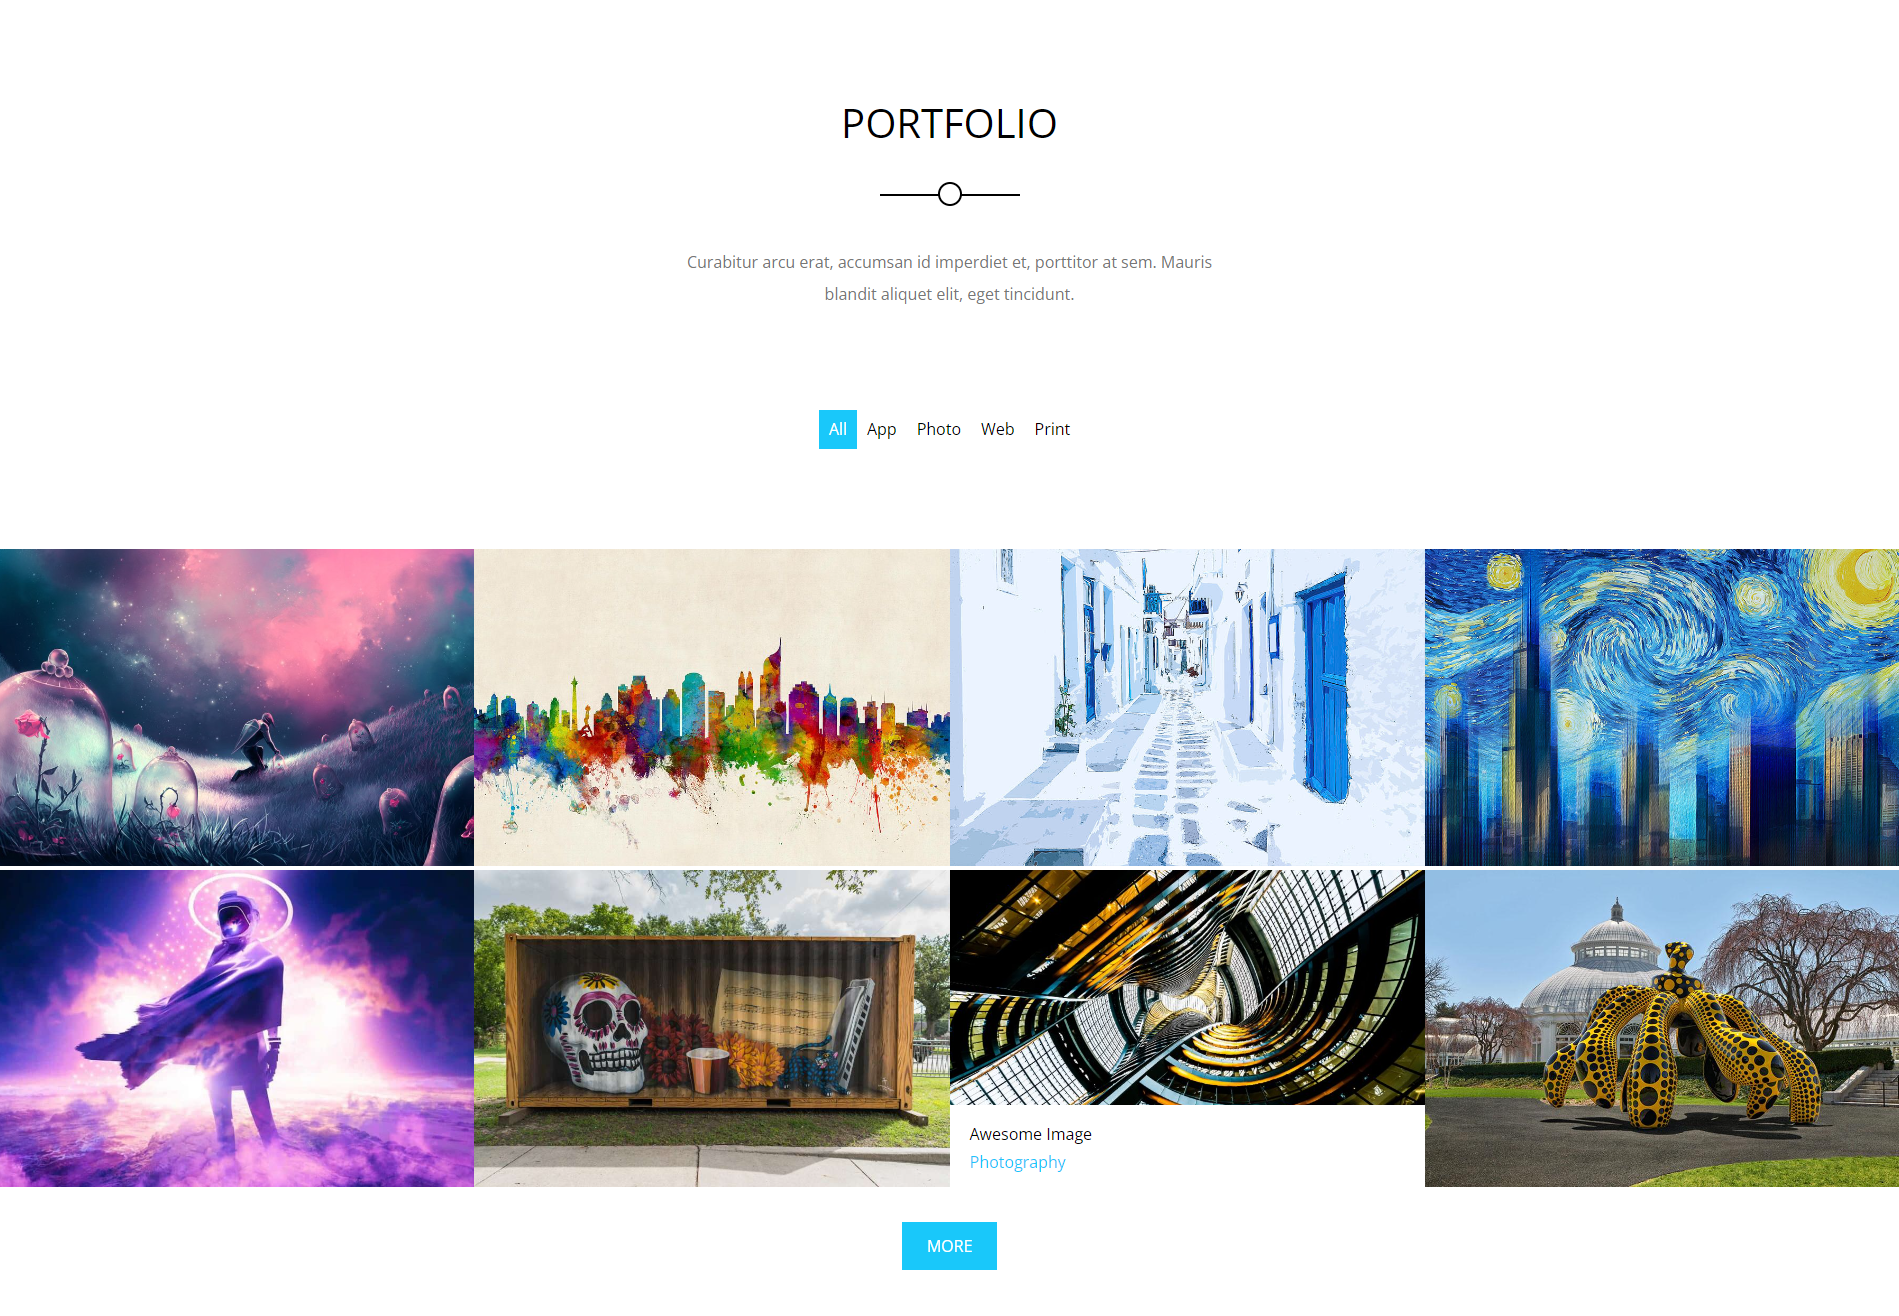 PORTFOLIO
Curabitur arcu erat, accumsan id imperdiet et, porttitor at sem. Mauris
blandit aliquet elit, eget tincidunt.
All App Photo Web Print
Awesome Image
Photography
MORE